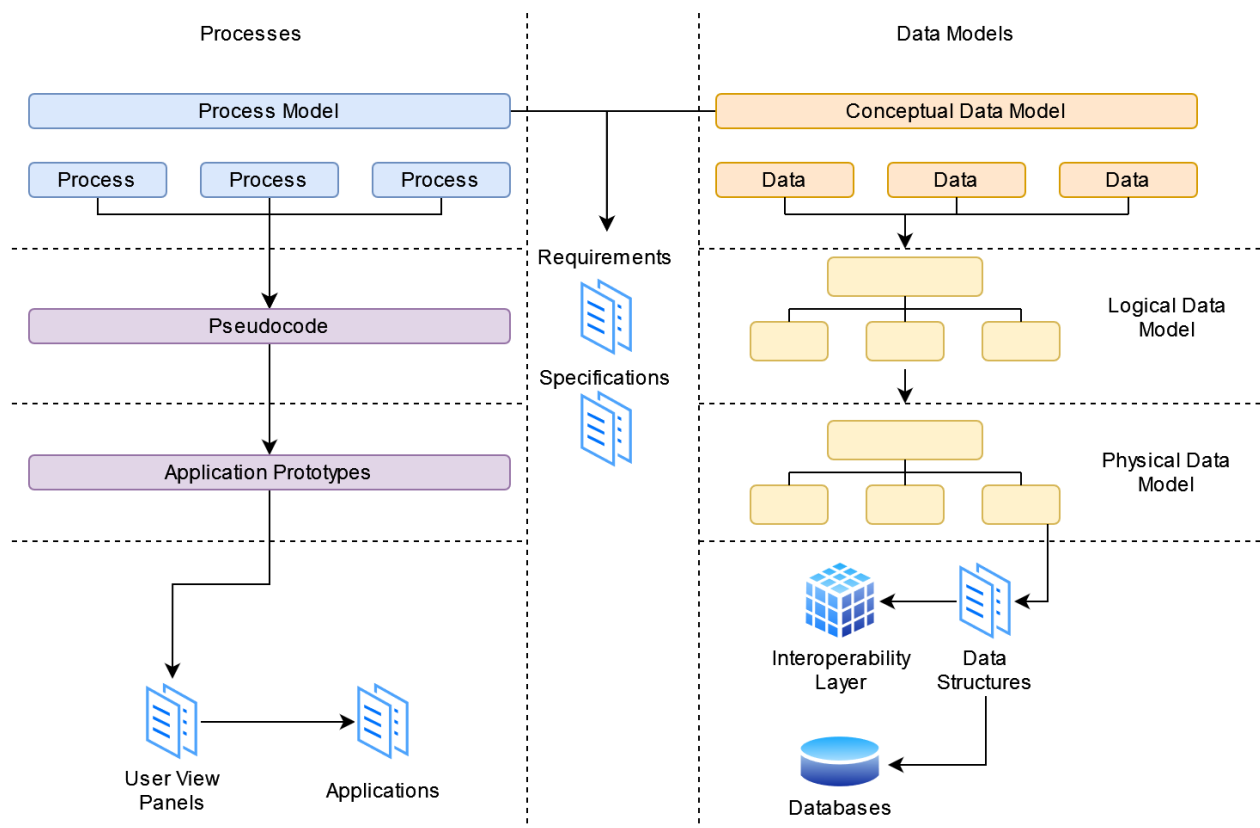 Processes
Data Models
Process Model
Conceptual Data Model
Process
Process
Process
Data
Data
Data
Requirements
Specifications
Pseudocode
Application Prototypes
Logical Data
Model
Physical Data
Model
Interoperability
Layer
Data
Structures
User View
Panels
Applications
Databases